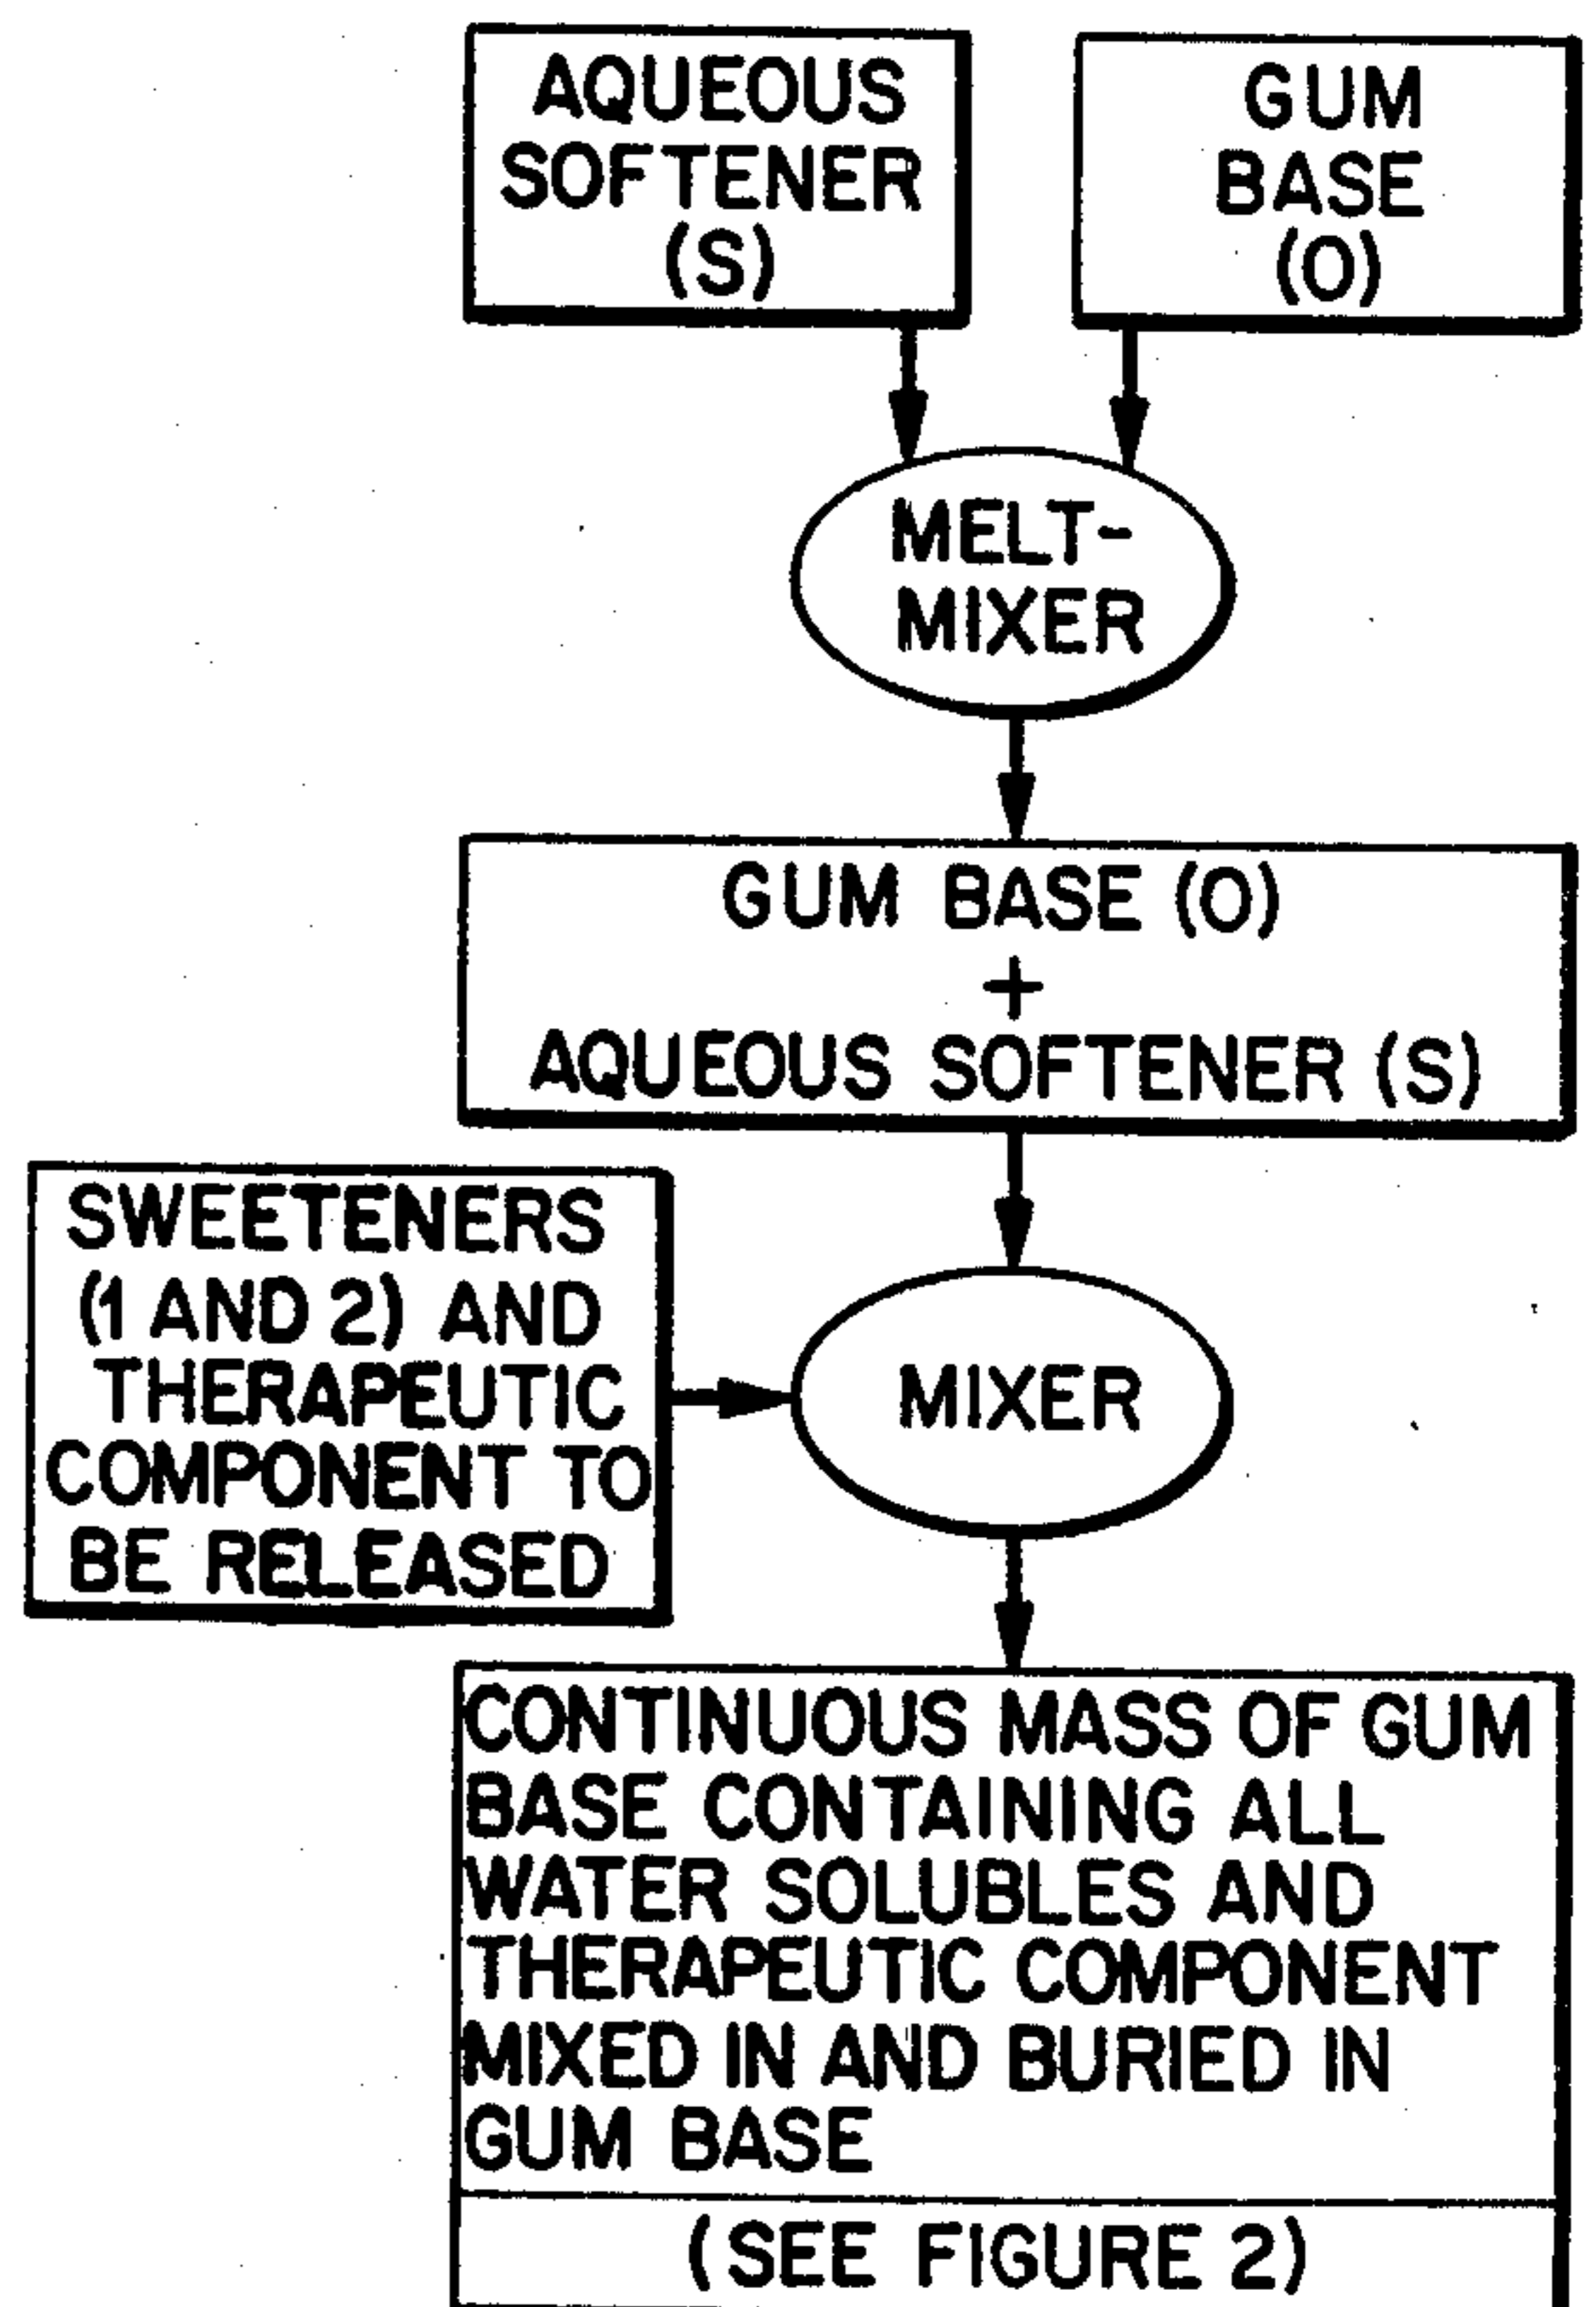 AQUEOUS
SOFTENER
(S)
GUM
BASE
(O)
MELT-
MIXER
GUM BASE (O)
+
AQUEOUS SOFTENER (S)
SWEETENERS
(1 AND 2) AND
THERAPEUTIC
COMPONENT TO
BE RELEASED
MIXER
CONTINUOUS MASS OF GUM
BASE CONTAINING ALL
WATER SOLUBLES AND
THERAPEUTIC COMPONENT
MIXED IN AND BURIED IN
GUM BASE
(SEE FIGURE 2)